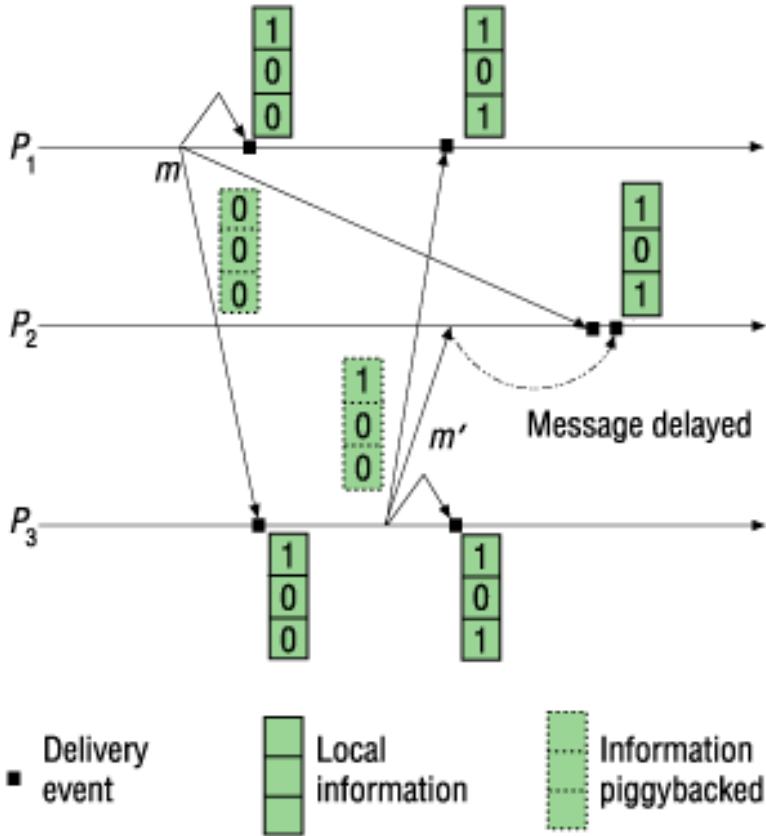 1
0
0
1
0
1
P1
m
0
0
0
1
0
1
P2
1
0
0
m′
Message delayed
P3
1
0
0
1
0
1
Delivery
event
Local
information
Information
piggybacked